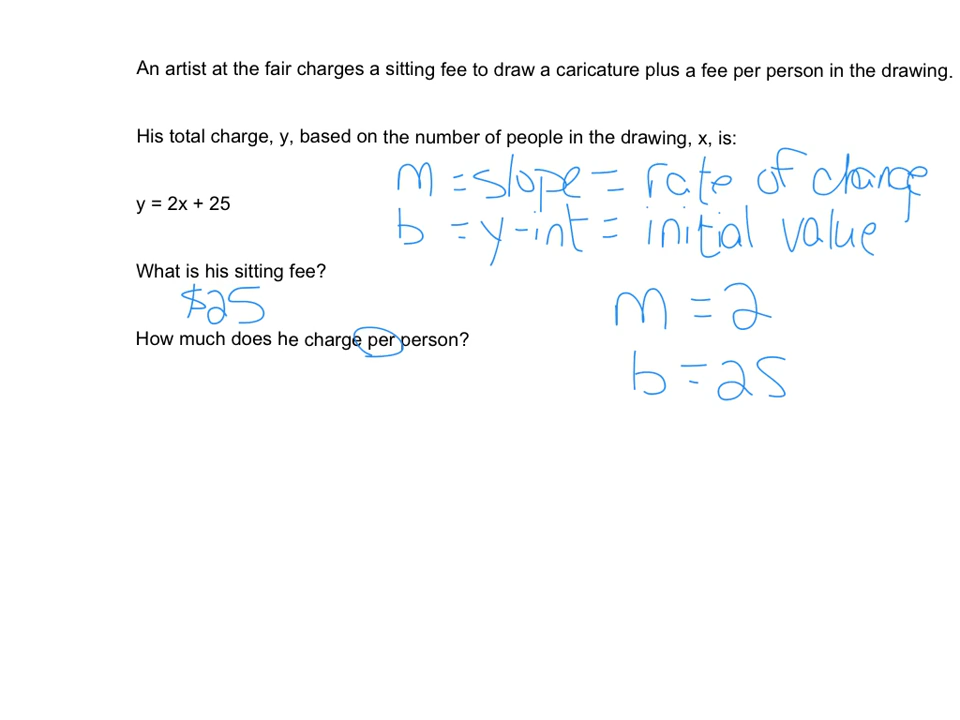 An artist at the fair charges a sitting fee to draw a caricature plus a fee per person in the drawing.
His total charge, y, based on the number of people in the drawing, x, is:
m = slope = rate of change
y = 2x + 25
b = y-int = initial value
What is his sitting fee?
$25
m = 2
How much does he charge per person?
b = 25